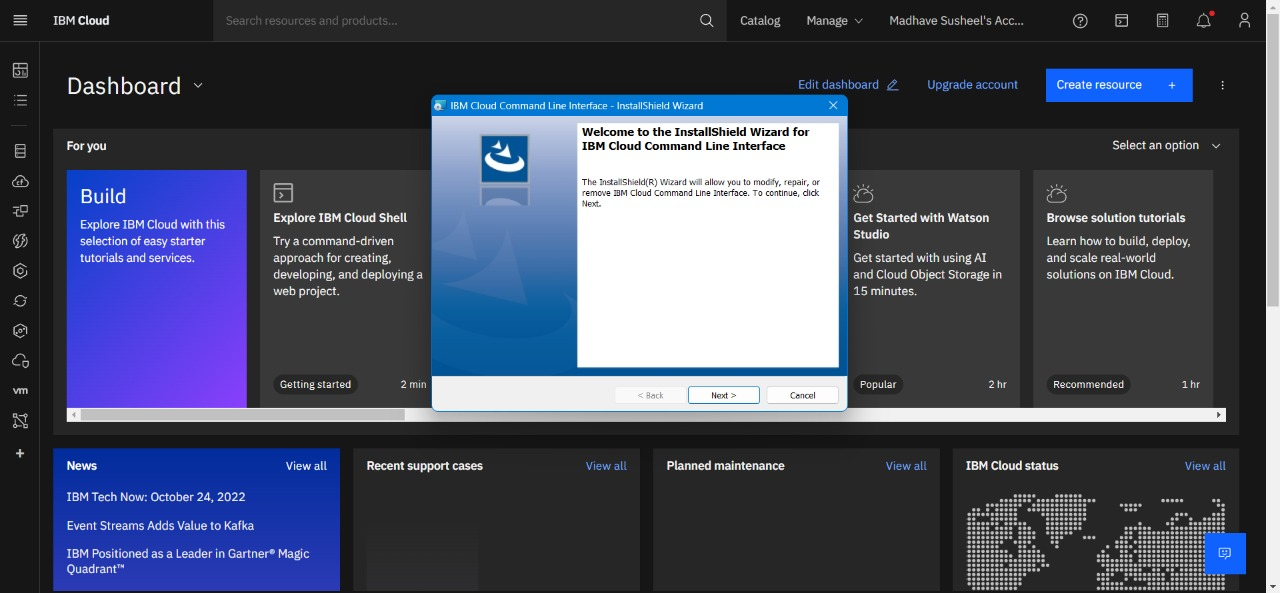 IBM Cloud
Search resources and products...
Catalog
Manage
Madhave Susheel's Acc...
Dashboard
Edit dashboard
Upgrade account
Create resource +
IBM Cloud Command Line Interface - InstallShield Wizard
Welcome to the InstallShield Wizard for
IBM Cloud Command Line Interface
The InstallShield(R) Wizard will allow you to modify, repair, or
remove IBM Cloud Command Line Interface. To continue, click
Next.
< Back
Next >
Cancel
For you
Select an option
Build
Explore IBM Cloud with this
selection of easy starter
tutorials and services.
Explore IBM Cloud Shell
Try a command-driven
approach for creating,
developing, and deploying a
web project.
Getting started
2 min
Get Started with Watson
Studio
Get started with using AI
and Cloud Object Storage in
15 minutes.
Popular
2 hr
Browse solution tutorials
Learn how to build, deploy,
and scale real-world
solutions on IBM Cloud.
Recommended
1 hr
vm
News
View all
IBM Tech Now: October 24, 2022
Event Streams Adds Value to Kafka
IBM Positioned as a Leader in Gartner® Magic
Quadrant™
Recent support cases
View all
Planned maintenance
View all
IBM Cloud status
View all